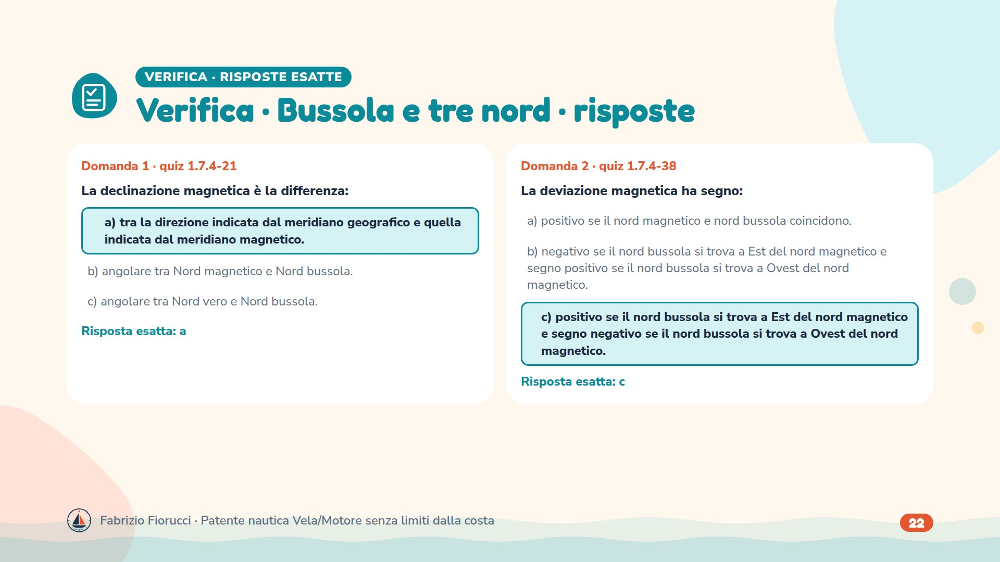 VERIFICA · RISPOSTE ESATTE
Verifica · Bussola e tre nord · risposte
Domanda 1 · quiz 1.7.4-21
La declinazione magnetica è la differenza:
a) tra la direzione indicata dal meridiano geografico e quella
indicata dal meridiano magnetico.
b) angolare tra Nord magnetico e Nord bussola.
c) angolare tra Nord vero e Nord bussola.
Risposta esatta: a
Domanda 2 · quiz 1.7.4-38
La deviazione magnetica ha segno:
a) positivo se il nord magnetico e nord bussola coincidono.
b) negativo se il nord bussola si trova a Est del nord magnetico e
segno positivo se il nord bussola si trova a Ovest del nord
magnetico.
c) positivo se il nord bussola si trova a Est del nord magnetico
e segno negativo se il nord bussola si trova a Ovest del nord
magnetico.
Risposta esatta: c
Fabrizio Fiorucci · Patente nautica Vela/Motore senza limiti dalla costa
22